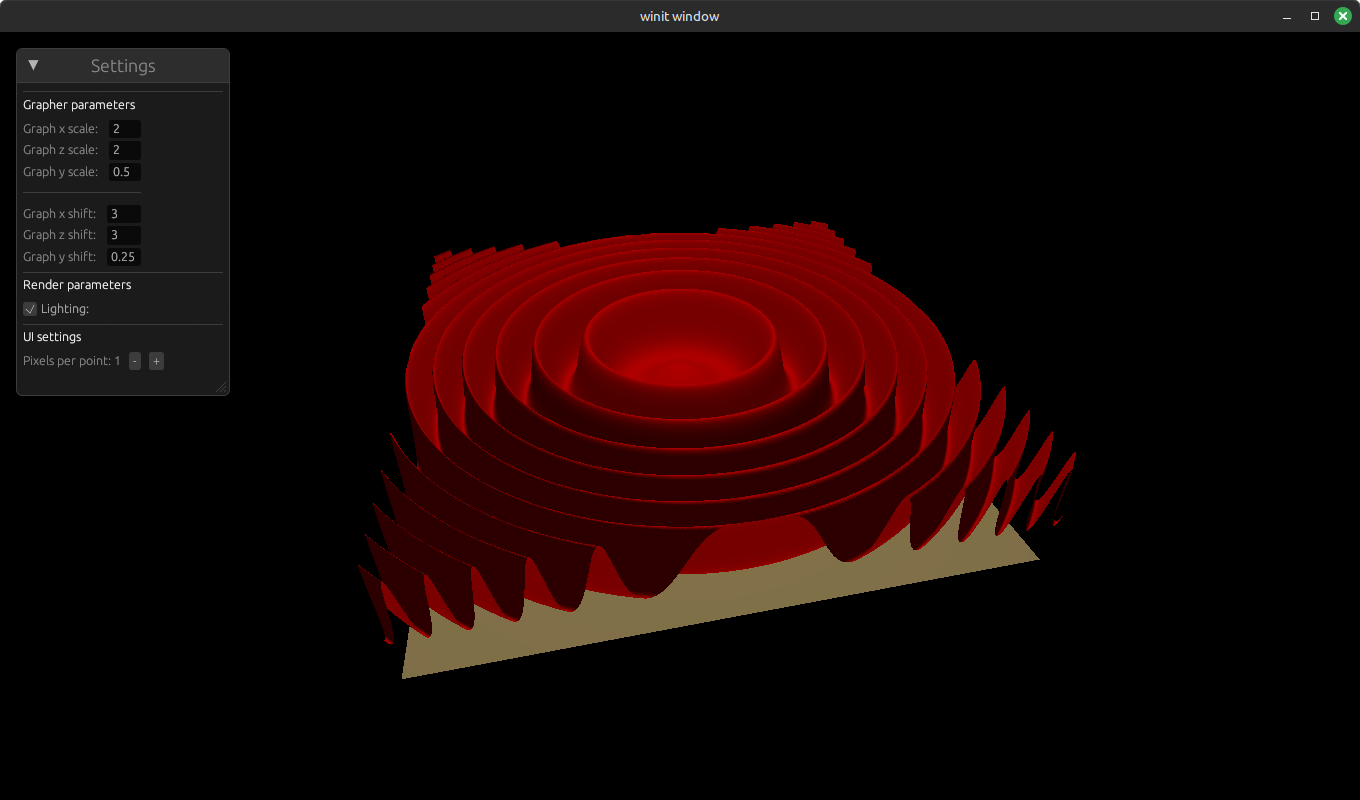 winit window
Settings
Grapher parameters
Graph x scale: 2
Graph z scale: 2
Graph y scale: 0.5
Graph x shift: 3
Graph z shift: 3
Graph y shift: 0.25
Render parameters
Lighting:
UI settings
Pixels per point: 1 - +